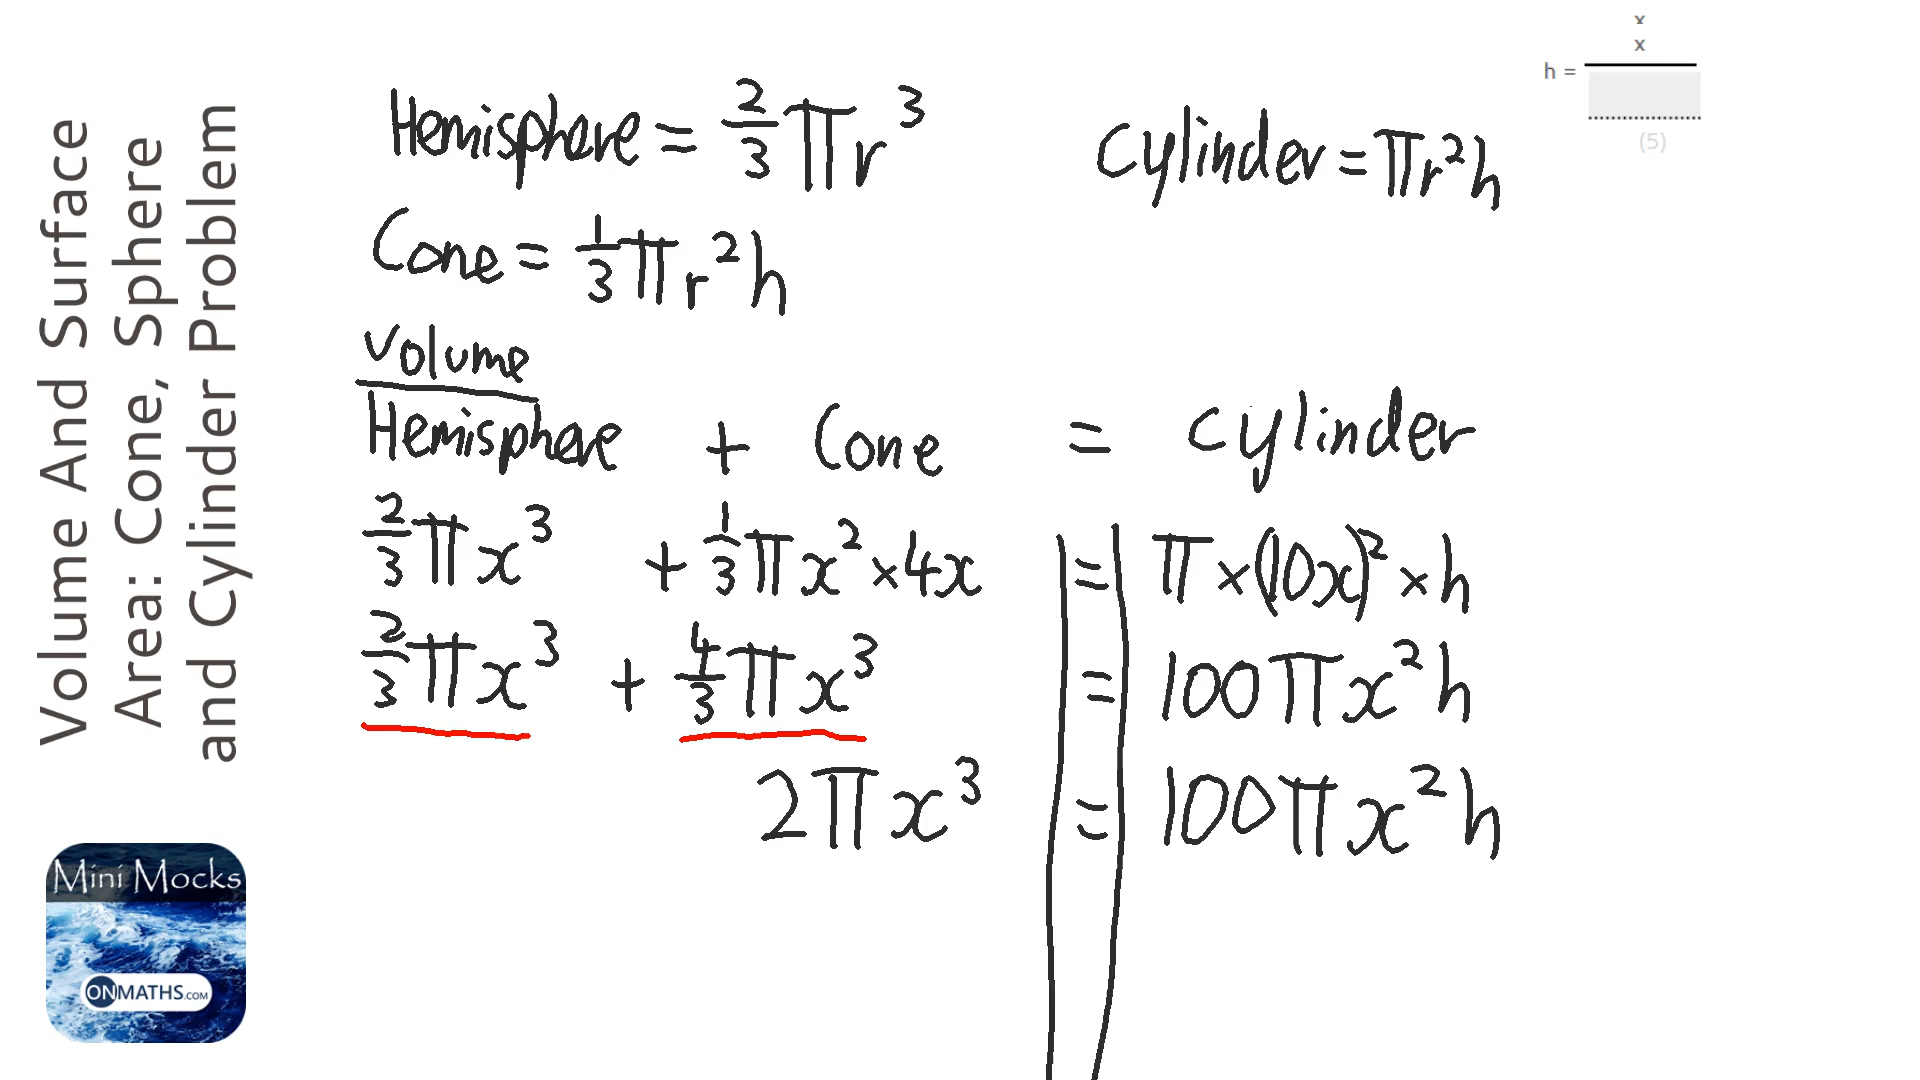 Volume And Surface
Area: Cone, Sphere
and Cylinder Problem
x
x
h =
(5)
Hemisphere = 2/3 πr³
Cylinder = πr²h
Cone = 1/3 πr²h
Volume
Hemisphere + Cone = cylinder
2/3 πx³ + 1/3 πx² × 4x = π × (10x)² × h
2/3 πx³ + 4/3 πx³ = 100πx²h
2πx³ = 100πx²h
Mini Mocks
ONMATHS.COM